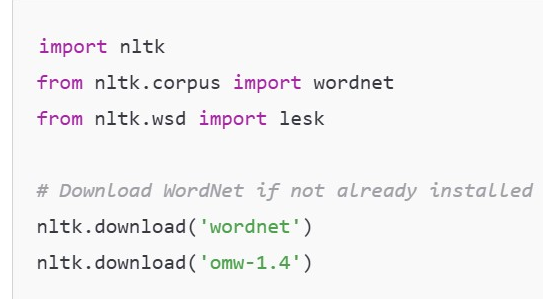 import nltk
from nltk.corpus import wordnet
from nltk.wsd import lesk
# Download WordNet if not already installed
nltk.download('wordnet')
nltk.download('omw-1.4')